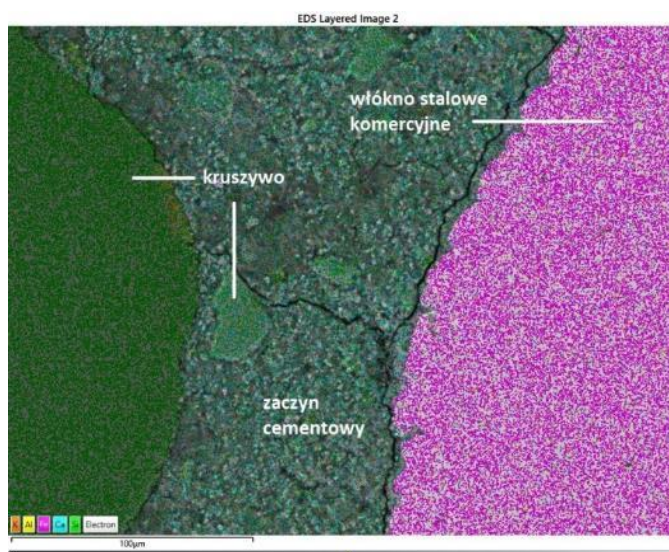 EDS Layered Image 2
włókno stalowe
komercyjne
kruszywo
zaczyn
cementowy
K Al Fe Ca Si Electron
100µm